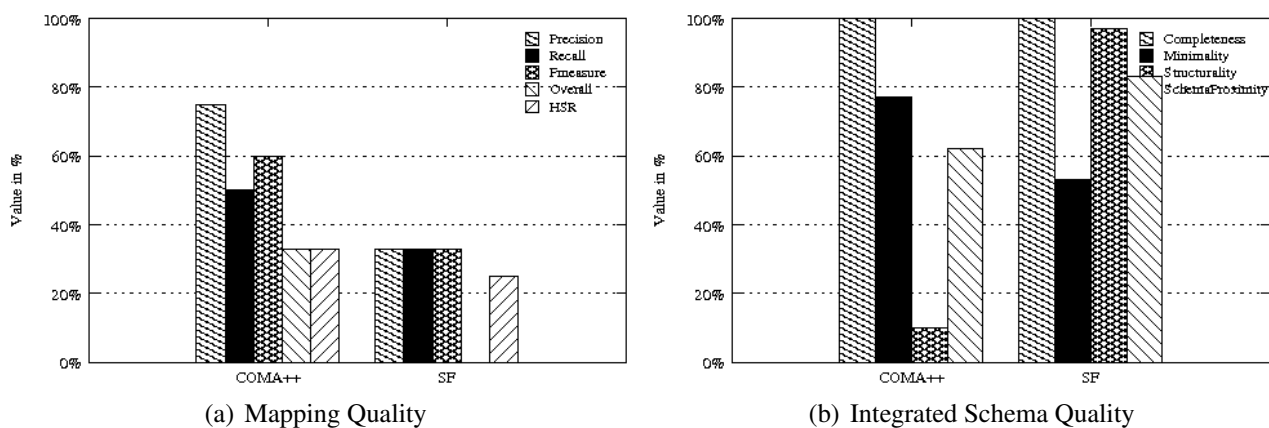 100%
80%
60%
40%
20%
0%
Value in %
Precision
Recall
Fmeasure
Overall
HSR
COMA++
SF
(a) Mapping Quality
100%
80%
60%
40%
20%
0%
Value in %
Completeness
Minimality
Structurality
SchemaProximity
COMA++
SF
(b) Integrated Schema Quality